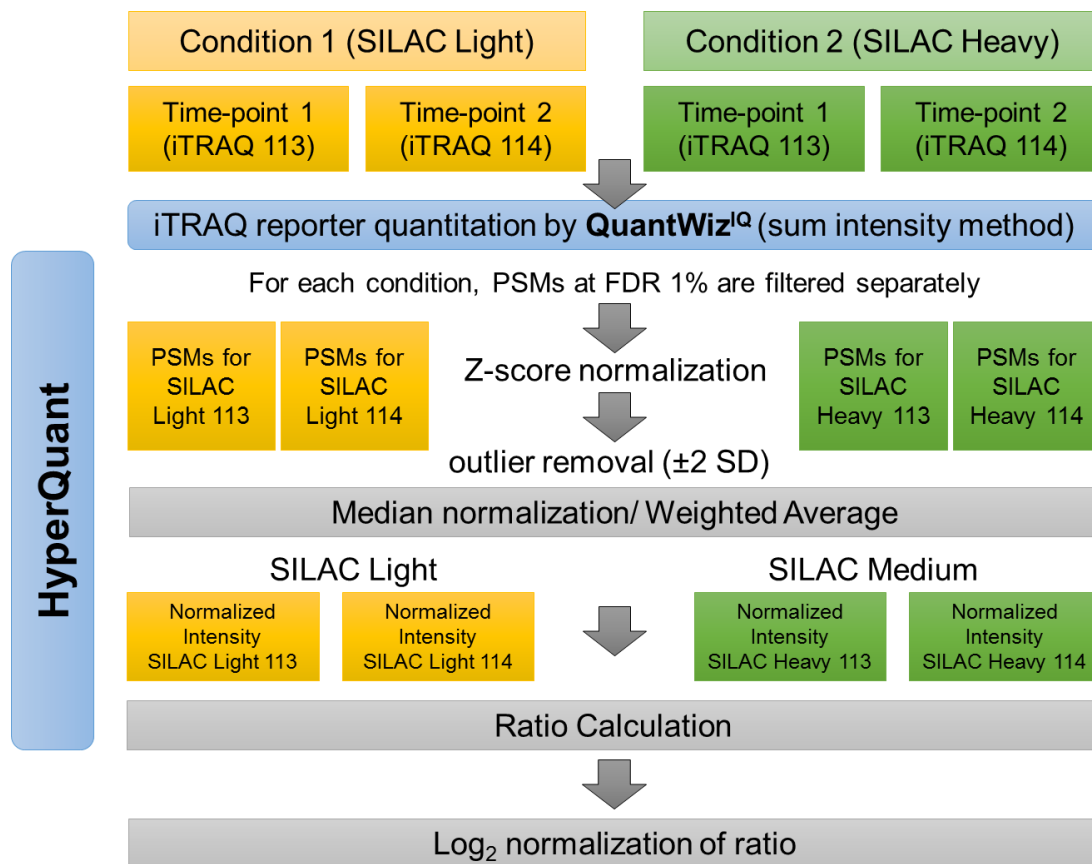 Condition 1 (SILAC Light)
Condition 2 (SILAC Heavy)
Time-point 1
(iTRAQ 113)
Time-point 2
(iTRAQ 114)
Time-point 1
(iTRAQ 113)
Time-point 2
(iTRAQ 114)
iTRAQ reporter quantitation by QuantWizIQ (sum intensity method)
HyperQuant
For each condition, PSMs at FDR 1% are filtered separately
PSMs for
SILAC
Light 113
PSMs for
SILAC
Light 114
Z-score normalization
outlier removal (±2 SD)
PSMs for
SILAC
Heavy 113
PSMs for
SILAC
Heavy 114
Median normalization/ Weighted Average
SILAC Light
SILAC Medium
Normalized
Intensity
SILAC Light 113
Normalized
Intensity
SILAC Light 114
Normalized
Intensity
SILAC Heavy 113
Normalized
Intensity
SILAC Heavy 114
Ratio Calculation
Log2 normalization of ratio